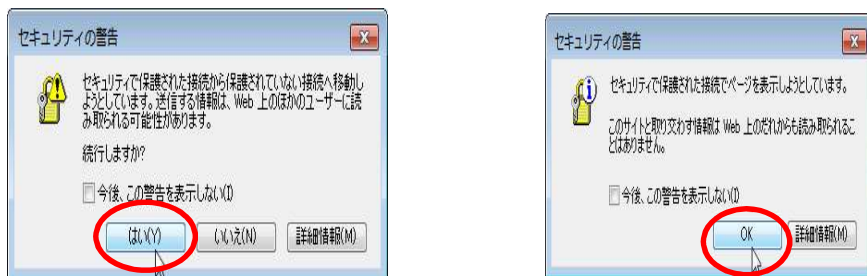 セキュリティの警告
セキュリティで保護された接続から保護されていない接続へ移動し
ようとしています。送信する情報は、Web 上のほかのユーザーに読
み取られる可能性があります。
続行しますか?
今後、この警告を表示しない(I)
はい(Y)
いいえ(N)
詳細情報(M)
セキュリティの警告
セキュリティで保護された接続でページを表示しようとしています。
このサイトと取り交わす情報は Web 上のだれからも読み取られるこ
とはありません。
今後、この警告を表示しない(I)
OK
詳細情報(M)